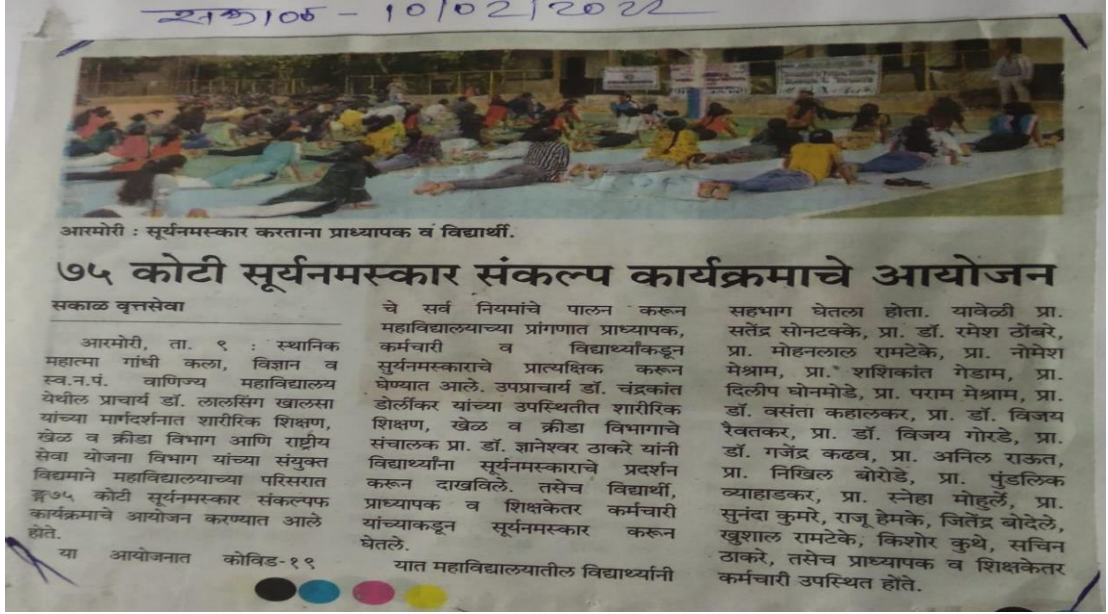 सकाळ - 10/02/2022
आरमोरी : सूर्यनमस्कार करताना प्राध्यापक व विद्यार्थी.
७५ कोटी सूर्यनमस्कार संकल्प कार्यक्रमाचे आयोजन
सकाळ वृत्तसेवा
आरमोरी, ता. ९ : स्थानिक
महात्मा गांधी कला, विज्ञान व
स्व.न.पं. वाणिज्य महाविद्यालय
येथील प्राचार्य डॉ. लालसिंग खालसा
यांच्या मार्गदर्शनात शारीरिक शिक्षण,
खेळ व क्रीडा विभाग आणि राष्ट्रीय
सेवा योजना विभाग यांच्या संयुक्त
विद्यमाने महाविद्यालयाच्या परिसरात
ङ्क७५ कोटी सूर्यनमस्कार संकल्पफ
कार्यक्रमाचे आयोजन करण्यात आले
होते.
या आयोजनात कोविड-१९
चे सर्व नियमांचे पालन करून
महाविद्यालयाच्या प्रांगणात प्राध्यापक,
कर्मचारी व विद्यार्थ्यांकडून
सुर्यनमस्काराचे प्रात्यक्षिक करून
घेण्यात आले. उपप्राचार्य डॉ. चंद्रकांत
डोर्लीकर यांच्या उपस्थितीत शारीरिक
शिक्षण, खेळ व क्रीडा विभागाचे
संचालक प्रा. डॉ. ज्ञानेश्वर ठाकरे यांनी
विद्यार्थ्यांना सूर्यनमस्काराचे प्रदर्शन
करून दाखविले. तसेच विद्यार्थी,
प्राध्यापक व शिक्षकेतर कर्मचारी
यांच्याकडून सूर्यनमस्कार करून
घेतले.
यात महाविद्यालयातील विद्यार्थ्यांनी
सहभाग घेतला होता. यावेळी प्रा.
सतेंद्र सोनटक्के, प्रा. डॉ. रमेश ठोंबरे,
प्रा. मोहनलाल रामटेके, प्रा. नोमेश
मेश्राम, प्रा. शशिकांत गेडाम, प्रा.
दिलीप घोनमोडे, प्रा. पराम मेश्राम, प्रा.
डॉ. वसंता कहालकर, प्रा. डॉ. विजय
रैवतकर, प्रा. डॉ. विजय गोरडे, प्रा.
डॉ. गजेंद्र कढव, प्रा. अनिल राऊत,
प्रा. निखिल बोरोडे, प्रा. पुंडलिक
व्याहाडकर, प्रा. स्नेहा मोहुर्ले, प्रा.
सुनंदा कुमरे, राजू हेमके, जितेंद्र बोदेले,
खुशाल रामटेके, किशोर कुथे, सचिन
ठाकरे, तसेच प्राध्यापक व शिक्षकेतर
कर्मचारी उपस्थित होते.